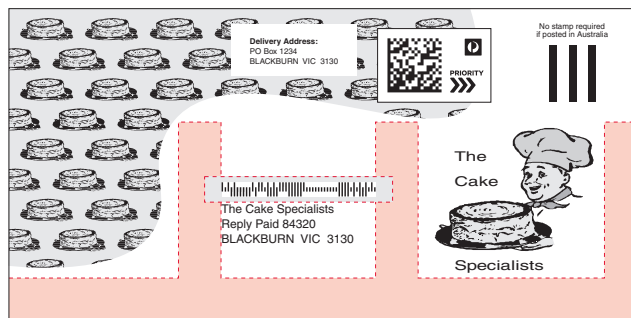 Delivery Address:
PO Box 1234
BLACKBURN VIC 3130
PRIORITY
No stamp required
if posted in Australia
The Cake Specialists
Reply Paid 84320
BLACKBURN VIC 3130
The
Cake
Specialists